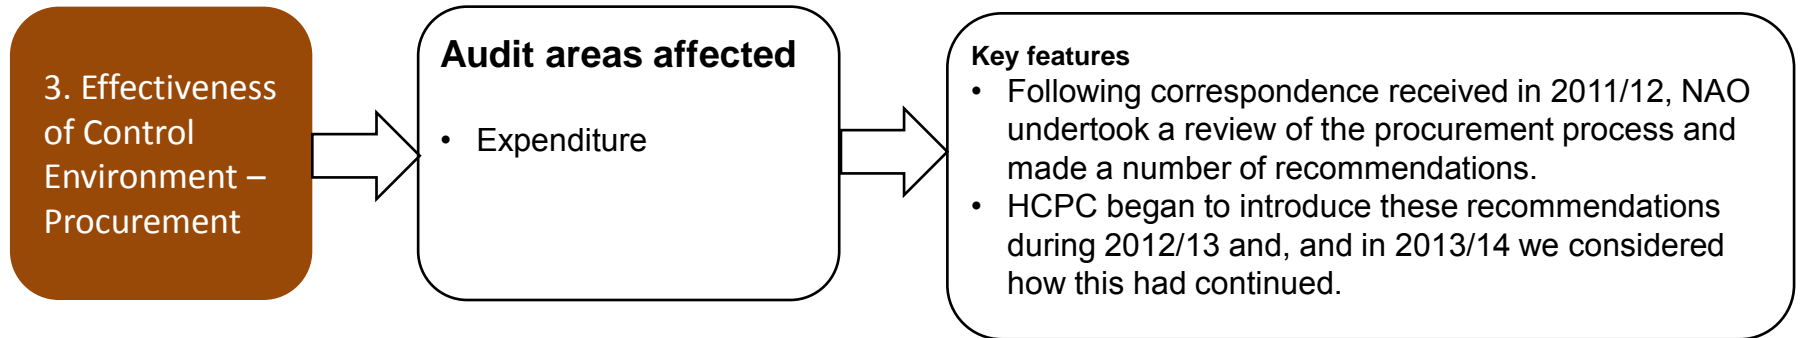 3. Effectiveness
of Control
Environment –
Procurement
Audit areas affected
• Expenditure
Key features
• Following correspondence received in 2011/12, NAO
undertook a review of the procurement process and
made a number of recommendations.
• HCPC began to introduce these recommendations
during 2012/13 and, and in 2013/14 we considered
how this had continued.